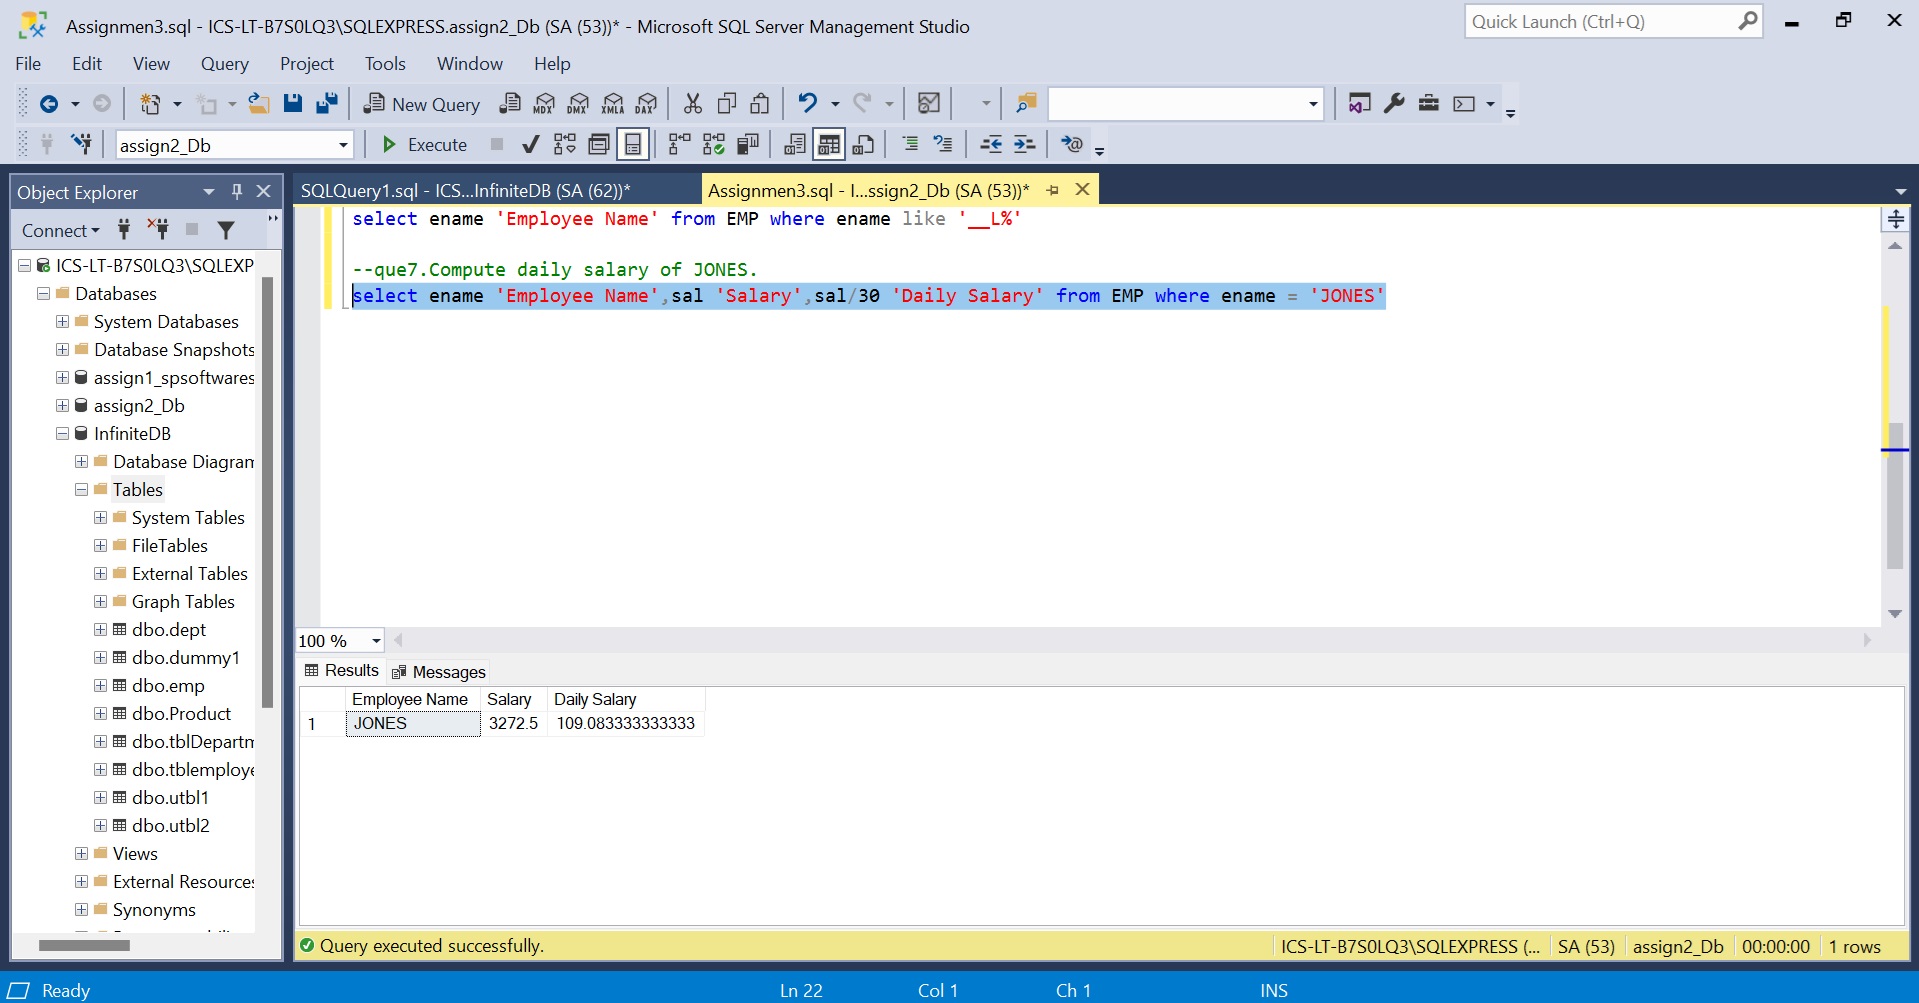 Assignmen3.sql - ICS-LT-B7S0LQ3\SQLEXPRESS.assign2_Db (SA (53))* - Microsoft SQL Server Management Studio
Quick Launch (Ctrl+Q)
File Edit View Query Project Tools Window Help
New Query MDX DMX XMLA DAX
assign2_Db Execute
Object Explorer
SQLQuery1.sql - ICS...InfiniteDB (SA (62))* Assignmen3.sql - I...ssign2_Db (SA (53))*
Connect
ICS-LT-B7S0LQ3\SQLEXP
Databases
System Databases
Database Snapshots
assign1_spsoftwares
assign2_Db
InfiniteDB
Database Diagram
Tables
System Tables
FileTables
External Tables
Graph Tables
dbo.dept
dbo.dummy1
dbo.emp
dbo.Product
dbo.tblDepartm
dbo.tblemploye
dbo.utbl1
dbo.utbl2
Views
External Resources
Synonyms
select ename 'Employee Name' from EMP where ename like '__L%'
--que7.Compute daily salary of JONES.
select ename 'Employee Name',sal 'Salary',sal/30 'Daily Salary' from EMP where ename = 'JONES'
100 %
Results Messages
Employee Name Salary Daily Salary
1 JONES 3272.5 109.083333333333
Query executed successfully. ICS-LT-B7S0LQ3\SQLEXPRESS (... SA (53) assign2_Db 00:00:00 1 rows
Ready Ln 22 Col 1 Ch 1 INS